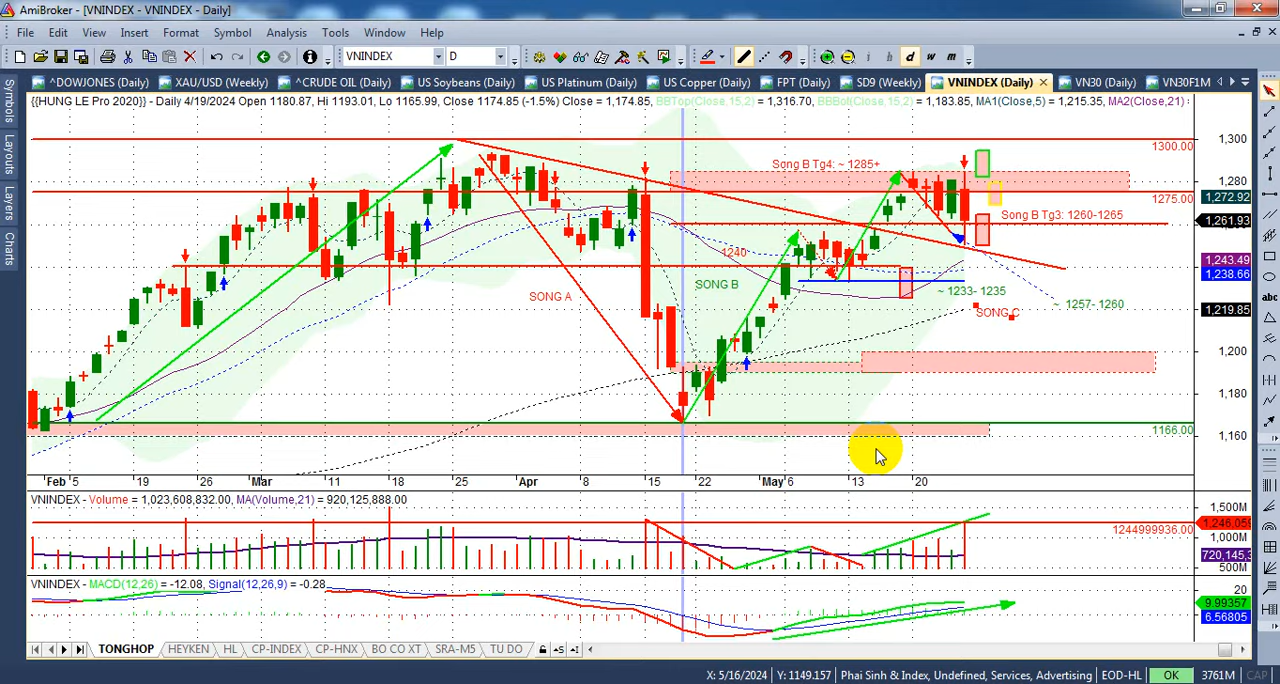 AmiBroker - [VNINDEX - VNINDEX - Daily]
File Edit View Insert Format Symbol Analysis Tools Window Help
VNINDEX D i h d w m
^DOWJONES (Daily) XAU/USD (Weekly) ^CRUDE OIL (Daily) US Soybeans (Daily) US Platinum (Daily) US Copper (Daily) FPT (Daily) SD9 (Weekly) VNINDEX (Daily) VN30 (Daily) VN30F1M
{{HUNG LE Pro 2020}} - Daily 4/19/2024 Open 1180.87, Hi 1193.01, Lo 1165.99, Close 1174.85 (-1.5%) Close = 1,174.85, BBTop(Close,15,2) = 1,316.70, BBBot(Close,15,2) = 1,183.85, MA1(Close,5) = 1,215.35, MA2(Close,21)
Symbols
Layouts
Layers
Charts
1,300
1300.00
Song B Tg4: ~ 1285+
1,280
1275.00
1,272.92
Song B Tg3: 1260-1265
1,261.93
1240
1,243.49
1,238.66
SONG A
SONG B
~ 1233- 1235
~ 1257- 1260
SONG C
1,219.85
1,200
1,180
1166.00
1,160
Feb 5 19 26 Mar 11 18 25 Apr 8 15 22 May 6 13 20
VNINDEX - Volume = 1,023,608,832.00, MA(Volume,21) = 920,125,888.00
1,500M
1,246,059
1244999936.00
1,000M
720,145.3
500M
VNINDEX - MACD(12,26) = -12.08, Signal(12,26,9) = -0.28
20
9.99357
6.56805
TONGHOP HEYKEN HL CP-INDEX CP-HNX BO CO XT SRA-M5 TU DO
X: 5/16/2024 Y: 1149.157 Phai Sinh & Index, Undefined, Services, Advertising EOD-HL OK 3761M CAP
abc